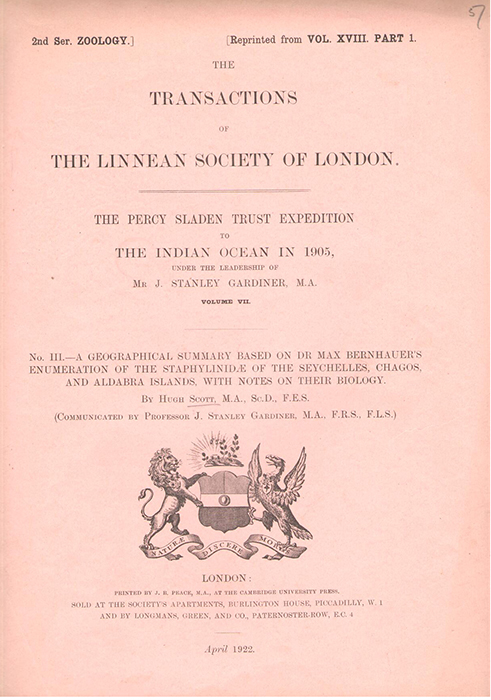 57
2nd Ser. ZOOLOGY.] [Reprinted from VOL. XVIII. PART 1.
THE
TRANSACTIONS
OF
THE LINNEAN SOCIETY OF LONDON.
THE PERCY SLADEN TRUST EXPEDITION
TO
THE INDIAN OCEAN IN 1905,
UNDER THE LEADERSHIP OF
MR J. STANLEY GARDINER, M.A.
VOLUME VII.
No. III.—A GEOGRAPHICAL SUMMARY BASED ON DR MAX BERNHAUER'S
ENUMERATION OF THE STAPHYLINIDÆ OF THE SEYCHELLES, CHAGOS,
AND ALDABRA ISLANDS, WITH NOTES ON THEIR BIOLOGY.
BY HUGH SCOTT, M.A., SC.D., F.E.S.
(COMMUNICATED BY PROFESSOR J. STANLEY GARDINER, M.A., F.R.S., F.L.S.)
NATURÆ DISCERE MORES
LONDON:
PRINTED BY J. B. PEACE, M.A., AT THE CAMBRIDGE UNIVERSITY PRESS.
SOLD AT THE SOCIETY'S APARTMENTS, BURLINGTON HOUSE, PICCADILLY, W. 1
AND BY LONGMANS, GREEN, AND CO., PATERNOSTER-ROW, E.C. 4
April 1922.